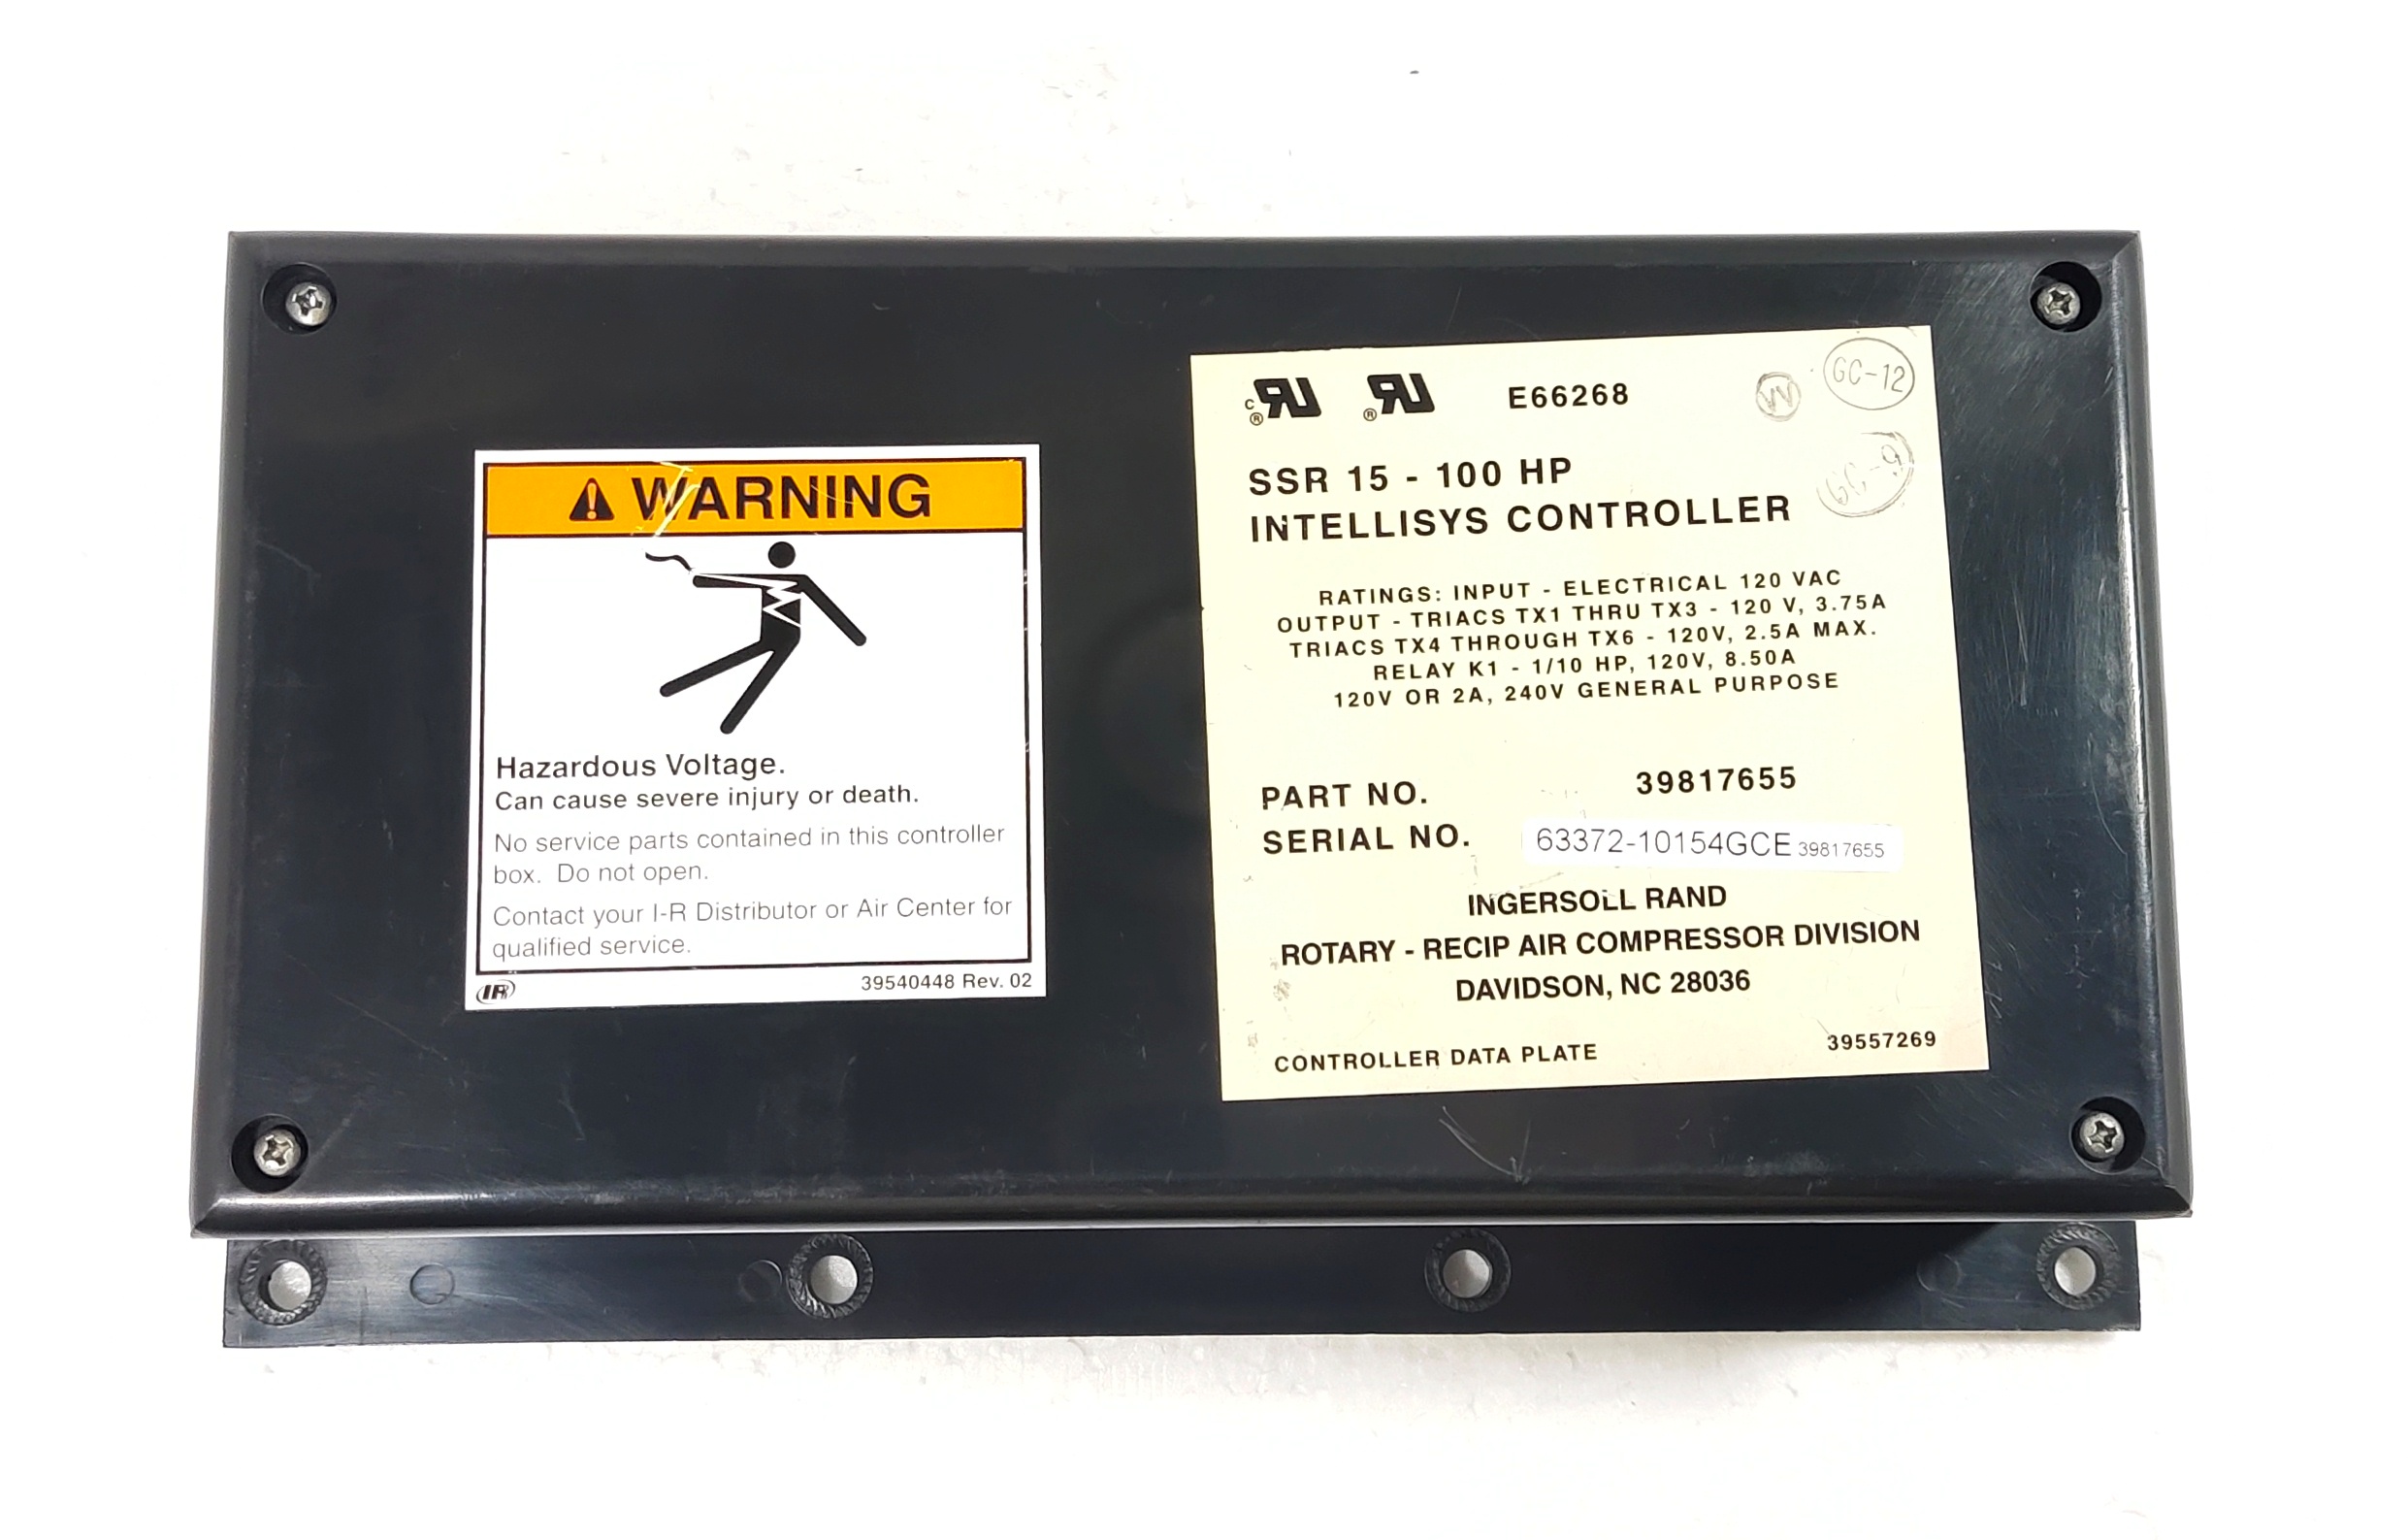 WARNING
Hazardous Voltage.
Can cause severe injury or death.
No service parts contained in this controller
box. Do not open.
Contact your I-R Distributor or Air Center for
qualified service.
IR
39540448 Rev. 02
E66268
GC-12
GC-9
SSR 15 - 100 HP
INTELLISYS CONTROLLER
RATINGS: INPUT - ELECTRICAL 120 VAC
OUTPUT - TRIACS TX1 THRU TX3 - 120 V, 3.75A
TRIACS TX4 THROUGH TX6 - 120V, 2.5A MAX.
RELAY K1 - 1/10 HP, 120V, 8.50A
120V OR 2A, 240V GENERAL PURPOSE
PART NO. 39817655
SERIAL NO. 63372-10154GCE 39817655
INGERSOLL RAND
ROTARY - RECIP AIR COMPRESSOR DIVISION
DAVIDSON, NC 28036
CONTROLLER DATA PLATE 39557269